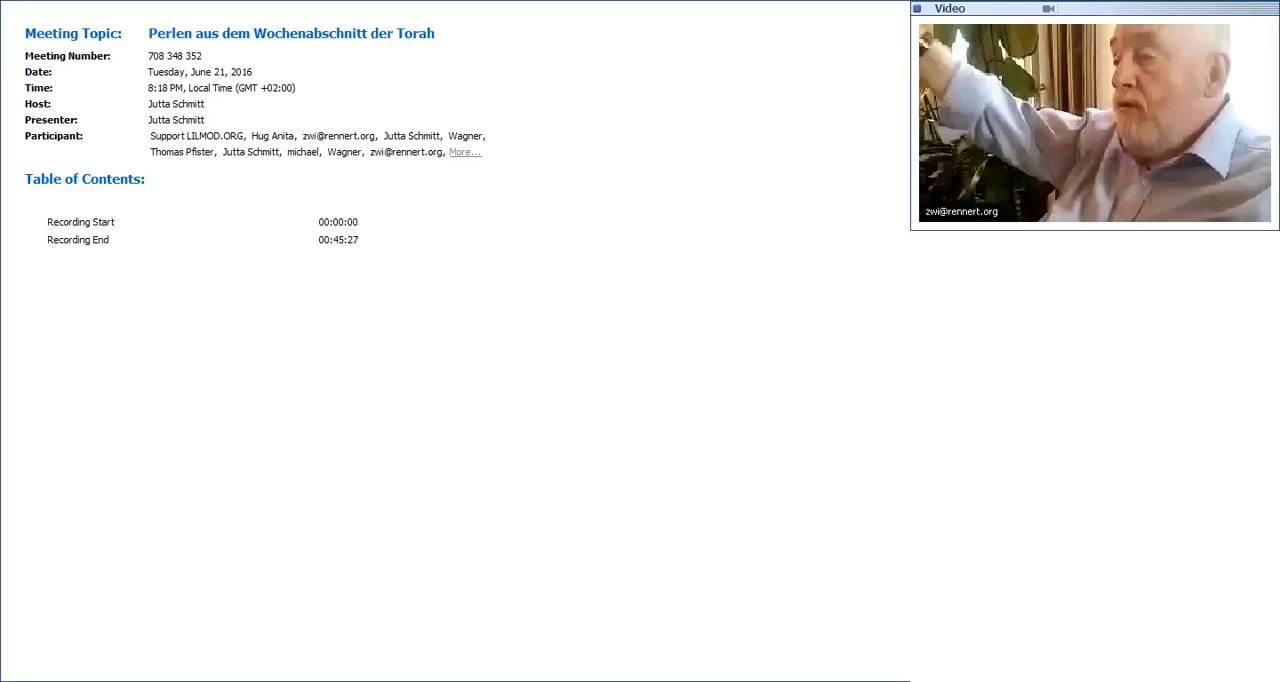 Meeting Topic: Perlen aus dem Wochenabschnitt der Torah
Meeting Number: 708 348 352
Date: Tuesday, June 21, 2016
Time: 8:18 PM, Local Time (GMT +02:00)
Host: Jutta Schmitt
Presenter: Jutta Schmitt
Participant: Support LILMOD.ORG, Hug Anita, zwi@rennert.org, Jutta Schmitt, Wagner,
Thomas Pfister, Jutta Schmitt, michael, Wagner, zwi@rennert.org, More...
Table of Contents:
Recording Start 00:00:00
Recording End 00:45:27
Video
zwi@rennert.org